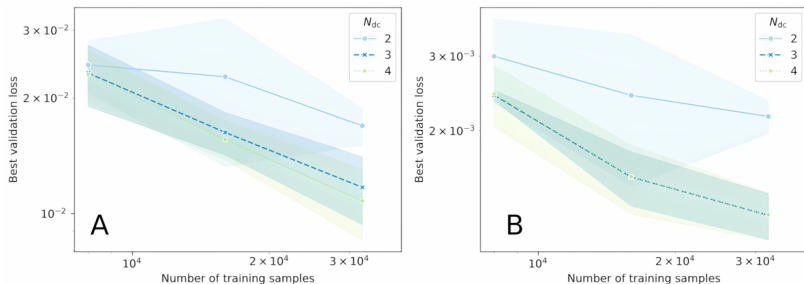 3 × 10⁻²
2 × 10⁻²
10⁻²
Best validation loss
N_dc
2
3
4
A
10⁴
2 × 10⁴
3 × 10⁴
Number of training samples
3 × 10⁻³
2 × 10⁻³
Best validation loss
N_dc
2
3
4
B
10⁴
2 × 10⁴
3 × 10⁴
Number of training samples